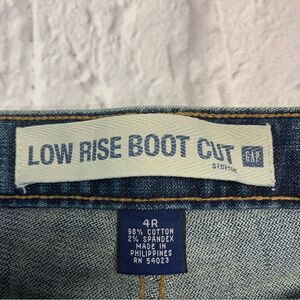 LOW RISE BOOT CUT GAP
STRETCH
4R
98% COTTON
2% SPANDEX
MADE IN
PHILIPPINES
RN 54023